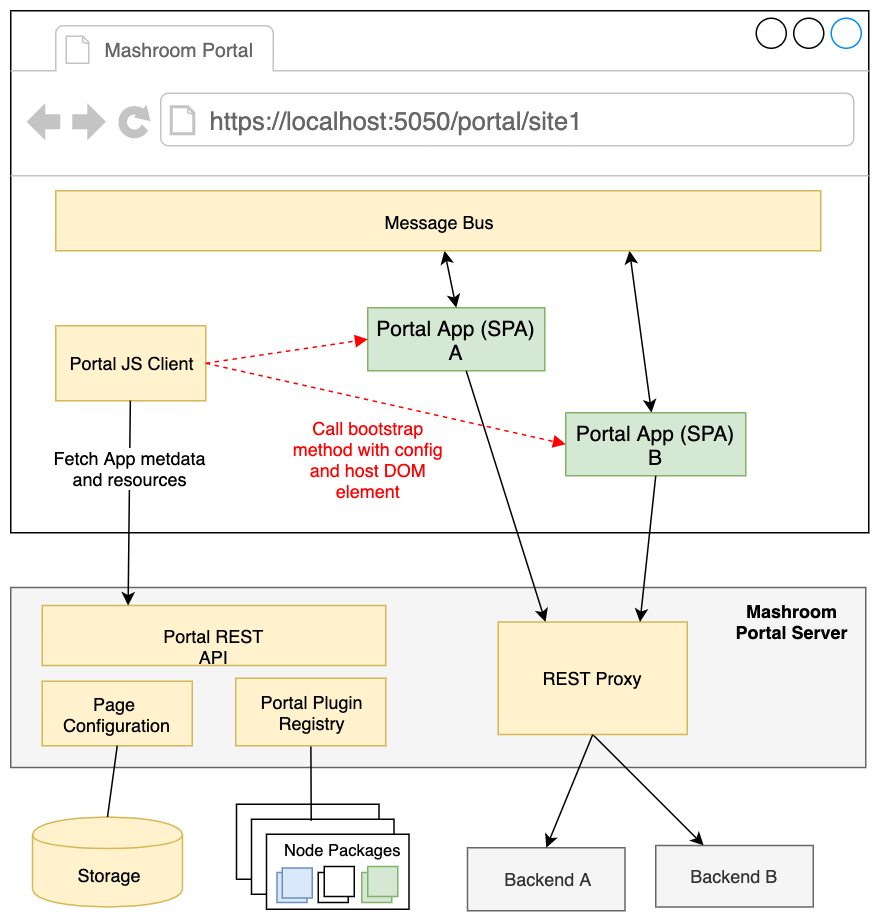 Mashroom Portal
https://localhost:5050/portal/site1
Message Bus
Portal App (SPA)
A
Portal JS Client
Portal App (SPA)
B
Call bootstrap
method with config
and host DOM
element
Fetch App metdata
and resources
Mashroom
Portal Server
Portal REST
API
REST Proxy
Page
Configuration
Portal Plugin
Registry
Node Packages
Storage
Backend A
Backend B